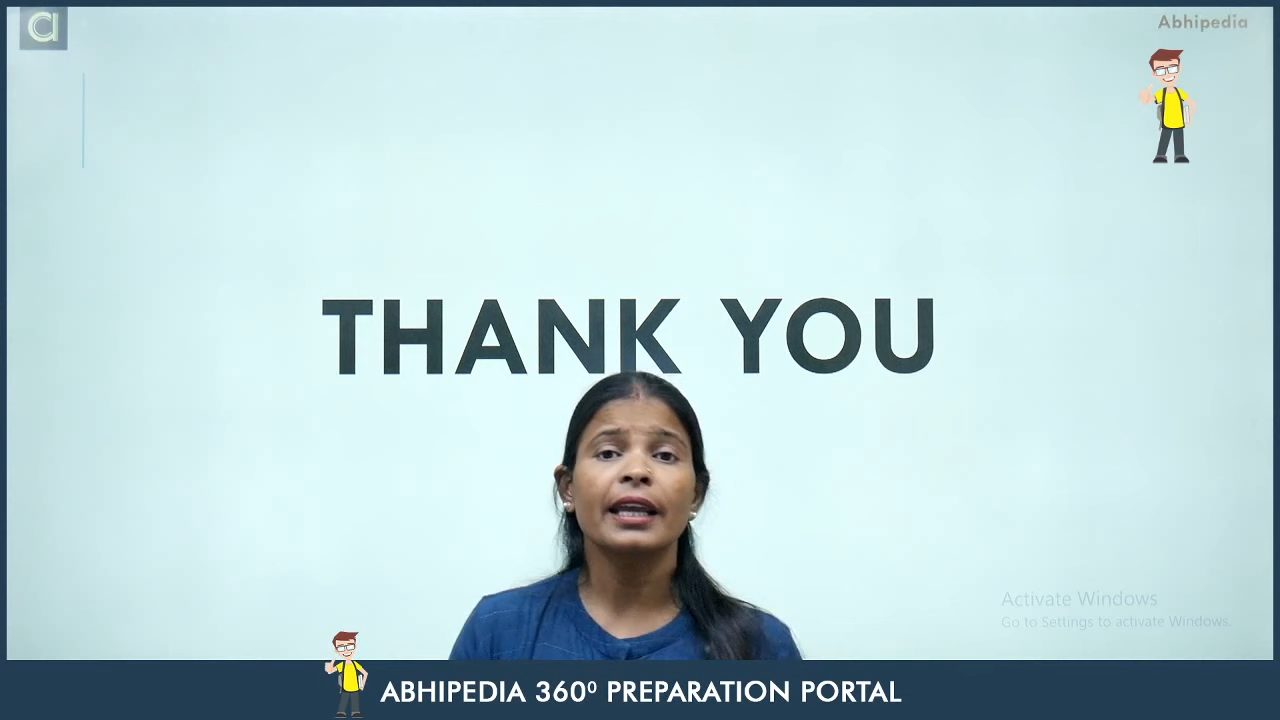 Abhipedia
THANK YOU
Activate Windows
Go to Settings to activate Windows.
ABHIPEDIA 360⁰ PREPARATION PORTAL